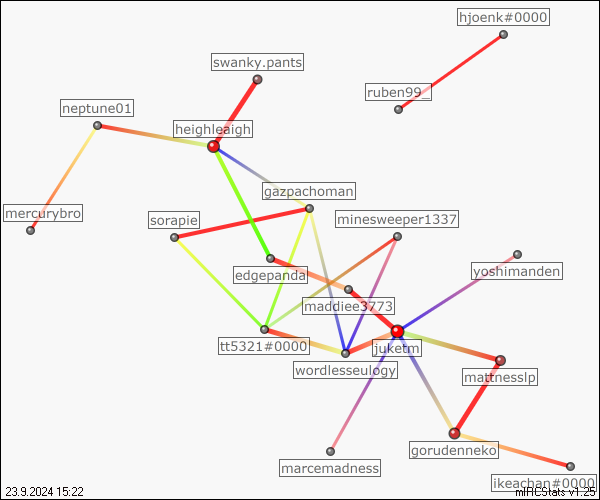 hjoenk#0000
swanky.pants
ruben99_
neptune01
heighleaigh
gazpachoman
mercurybro
sorapie
minesweeper1337
edgepanda
yoshimanden
maddiee3773
tt5321#0000
juketm
wordlesseulogy
mattnesslp
gorudenneko
marcemadness
ikeachan#0000
23.9.2024 15:22
mIRCStats v1.25